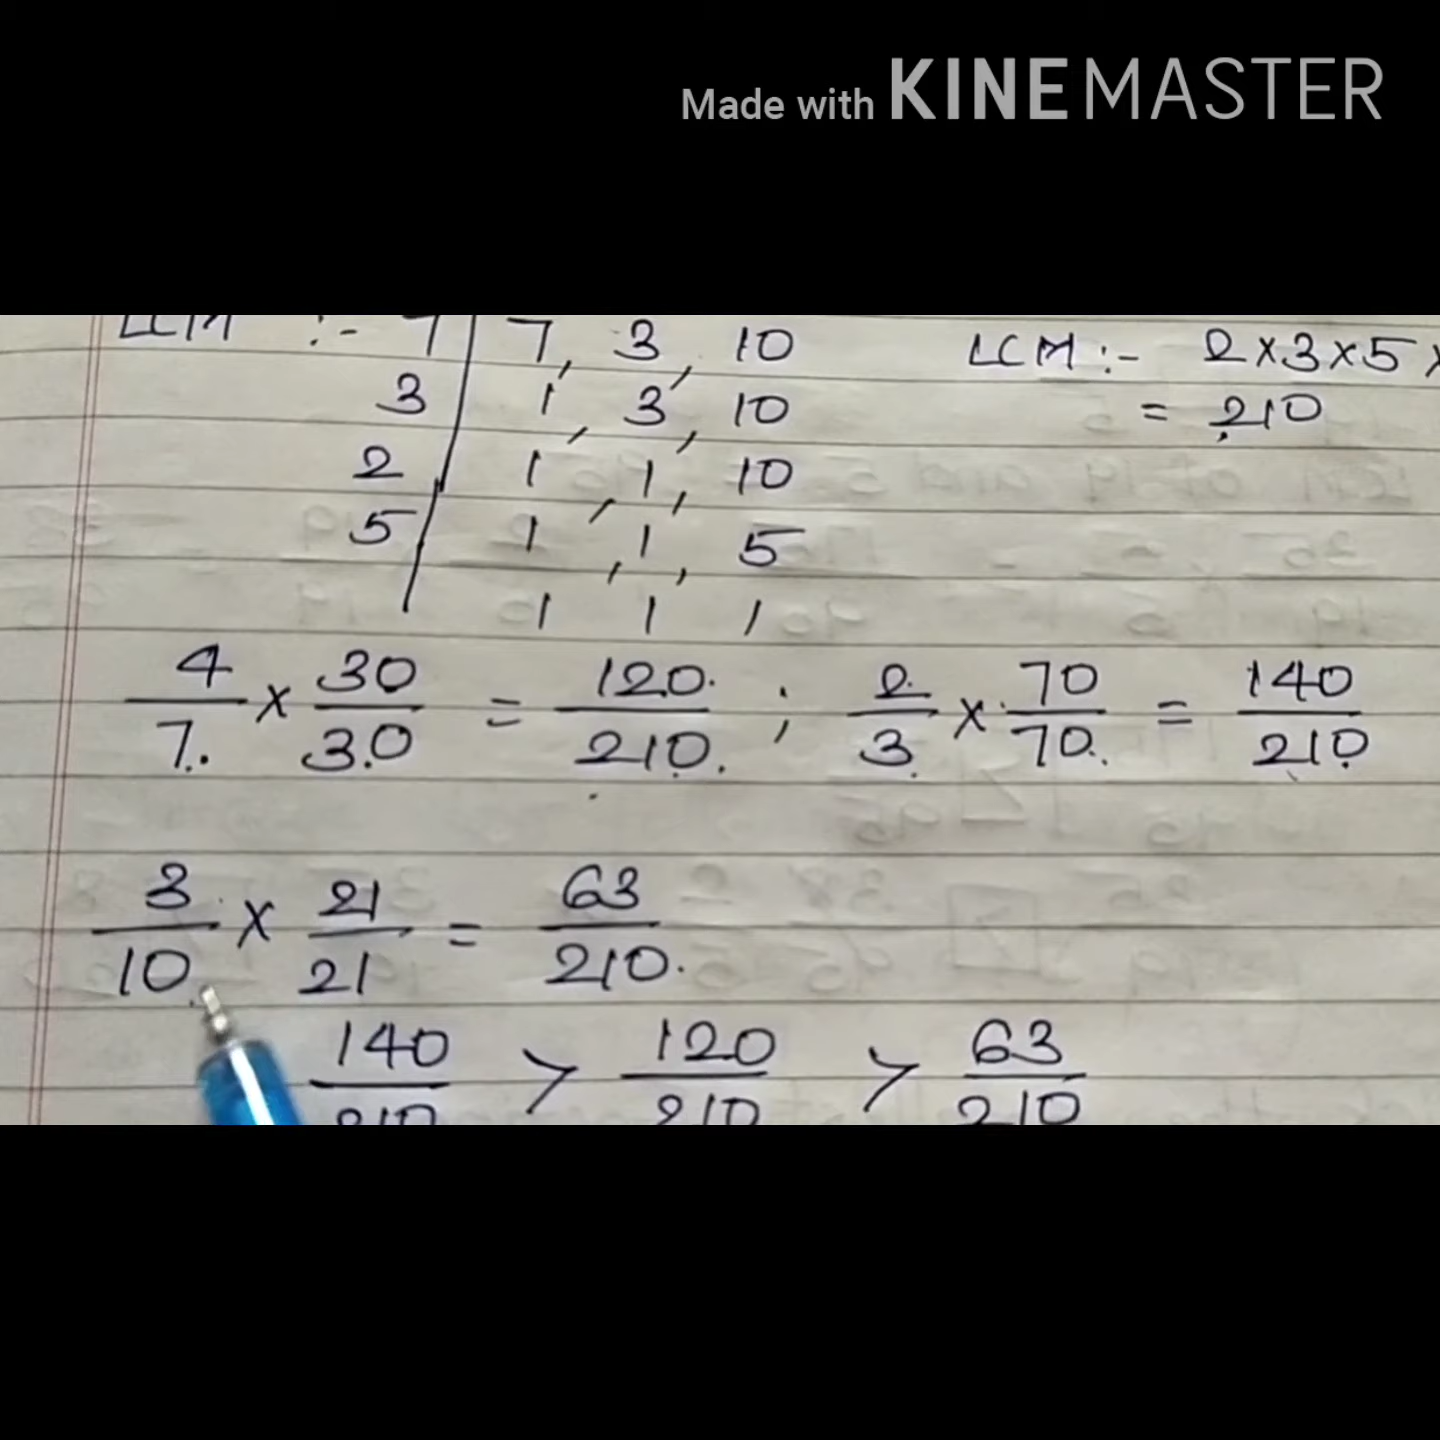 Made with KINEMASTER
LCM :- 7 | 7, 3, 10 LCM :- 2×3×5×
3 | 1, 3, 10 = 210
2 | 1, 1, 10
5 | 1, 1, 5
1 1 1
4/7 × 30/30 = 120/210 ; 2/3 × 70/70 = 140/210
3/10 × 21/21 = 63/210
140/210 > 120/210 > 63/210